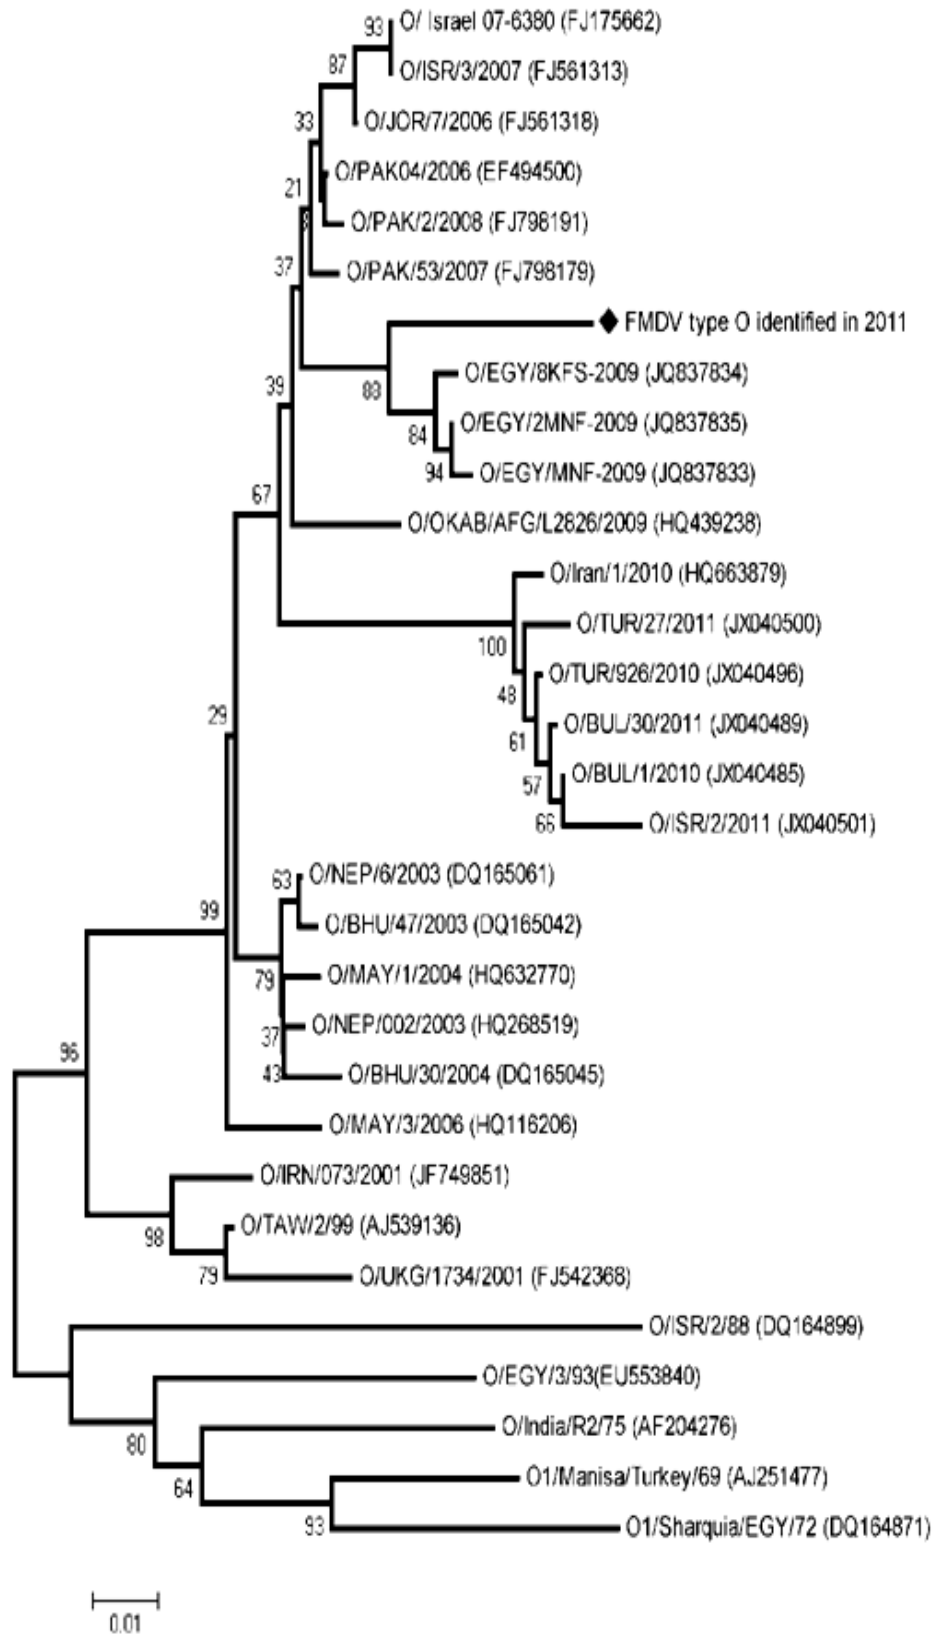 93
O/ Israel 07-6380 (FJ175662)
87
O/ISR/3/2007 (FJ561313)
33
O/JOR/7/2006 (FJ561318)
O/PAK04/2006 (EF494500)
21
O/PAK/2/2008 (FJ798191)
37
O/PAK/53/2007 (FJ798179)
FMDV type O identified in 2011
39
88
O/EGY/8KFS-2009 (JQ837834)
84
O/EGY/2MNF-2009 (JQ837835)
94
O/EGY/MNF-2009 (JQ837833)
67
O/OKAB/AFG/L2826/2009 (HQ439238)
O/Iran/1/2010 (HQ663879)
100
O/TUR/27/2011 (JX040500)
48
O/TUR/926/2010 (JX040496)
29
61
O/BUL/30/2011 (JX040489)
57
O/BUL/1/2010 (JX040485)
66
O/ISR/2/2011 (JX040501)
63
O/NEP/6/2003 (DQ165061)
99
O/BHU/47/2003 (DQ165042)
79
O/MAY/1/2004 (HQ632770)
37
O/NEP/002/2003 (HQ268519)
96
43
O/BHU/30/2004 (DQ165045)
O/MAY/3/2006 (HQ116206)
O/IRN/073/2001 (JF749851)
98
O/TAW/2/99 (AJ539136)
79
O/UKG/1734/2001 (FJ542368)
O/ISR/2/88 (DQ164899)
O/EGY/3/93(EU553840)
80
O/India/R2/75 (AF204276)
64
O1/Manisa/Turkey/69 (AJ251477)
93
O1/Sharquia/EGY/72 (DQ164871)
0.01